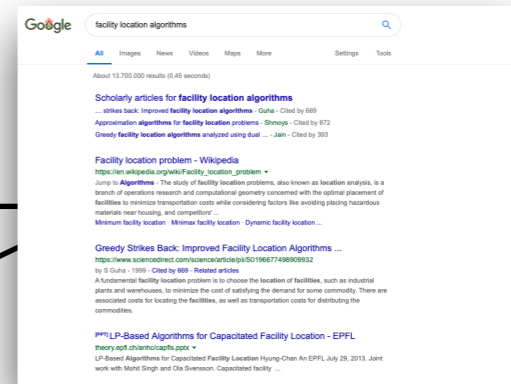 Google
facility location algorithms
All Images News Videos Maps More Settings Tools
About 13.700.000 results (0,45 seconds)
Scholarly articles for facility location algorithms
... strikes back: Improved facility location algorithms - Guha - Cited by 669
Approximation algorithms for facility location problems - Shmoys - Cited by 872
Greedy facility location algorithms analyzed using dual ... - Jain - Cited by 393
Facility location problem - Wikipedia
https://en.wikipedia.org/wiki/Facility_location_problem
Jump to Algorithms - The study of facility location problems, also known as location analysis, is a
branch of operations research and computational geometry concerned with the optimal placement of
facilities to minimize transportation costs while considering factors like avoiding placing hazardous
materials near housing, and competitors' ...
Minimum facility location · Minimax facility location · Dynamic facility location ...
Greedy Strikes Back: Improved Facility Location Algorithms ...
https://www.sciencedirect.com/science/article/pii/S0196677498909932
by S Guha - 1999 - Cited by 669 - Related articles
A fundamental facility location problem is to choose the location of facilities, such as industrial
plants and warehouses, to minimize the cost of satisfying the demand for some commodity. There are
associated costs for locating the facilities, as well as transportation costs for distributing the
commodities.
[PPT] LP-Based Algorithms for Capacitated Facility Location - EPFL
theory.epfl.ch/anhc/capfls.pptx
LP-Based Algorithms for Capacitated Facility Location Hyung-Chan An EPFL July 29, 2013. Joint
work with Mohit Singh and Ola Svensson. Capacitated facility ...